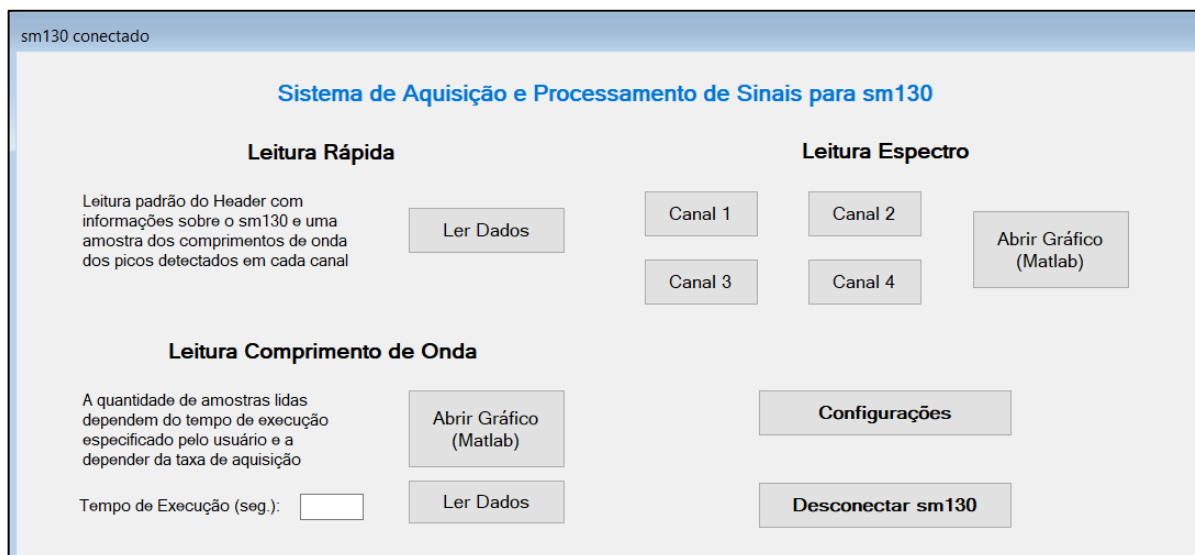 sm130 conectado
Sistema de Aquisição e Processamento de Sinais para sm130
Leitura Rápida
Leitura padrão do Header com
informações sobre o sm130 e uma
amostra dos comprimentos de onda
dos picos detectados em cada canal
Ler Dados
Leitura Espectro
Canal 1
Canal 2
Canal 3
Canal 4
Abrir Gráfico
(Matlab)
Leitura Comprimento de Onda
A quantidade de amostras lidas
dependem do tempo de execução
especificado pelo usuário e a
depender da taxa de aquisição
Abrir Gráfico
(Matlab)
Tempo de Execução (seg.):
Ler Dados
Configurações
Desconectar sm130